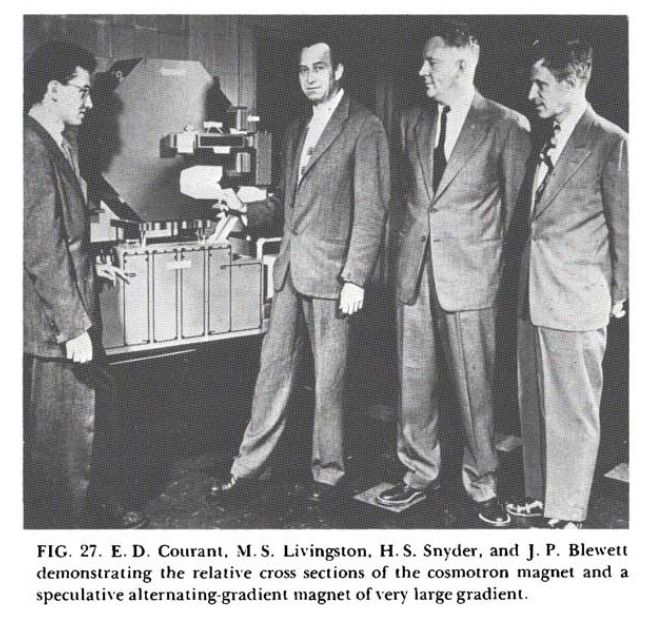 FIG. 27. E. D. Courant, M. S. Livingston, H. S. Snyder, and J. P. Blewett
demonstrating the relative cross sections of the cosmotron magnet and a
speculative alternating-gradient magnet of very large gradient.